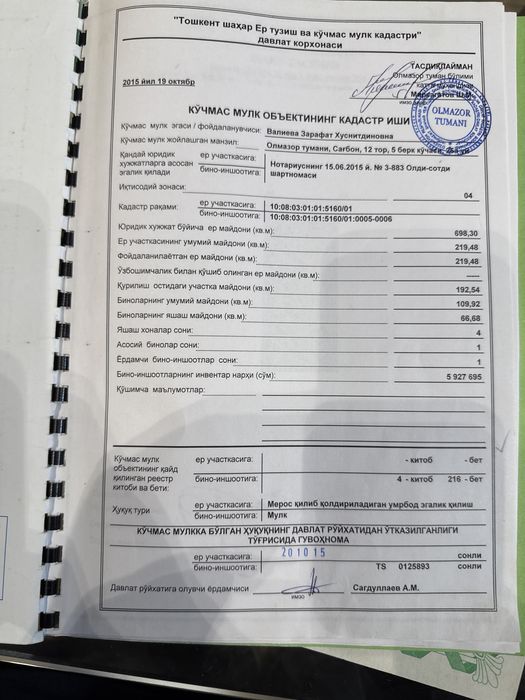 "Тошкент шаҳар Ер тузиш ва кўчмас мулк кадастри"
давлат корхонаси
ТАСДИҚЛАЙМАН
2015 йил 19 октябр
Олмазор туман бўлими
OLMAZOR
TUMANI
КЎЧМАС МУЛК ОБЪЕКТИНИНГ КАДАСТР ИШИ
Кўчмас мулк эгаси / фойдаланувчиси: Валиева Зарафат Хуснитдиновна
Кўчмас мулк жойлашган манзил: Олмазор тумани, Сағбон, 12 тор, 5 берк кўчаси,
Қандай юридик ҳужжатларга асосан эгалик қилади
ер участкасига:
бино-иншоотига: Нотариуснинг 15.06.2015 й. № 3-883 Олди-сотди шартномаси
Иқтисодий зонаси: 04
Кадастр рақами: ер участкасига: 10:08:03:01:01:5160/01
бино-иншоотига: 10:08:03:01:01:5160/01:0005-0006
Юридик хужжат бўйича ер майдони (кв.м) 698,30
Ер участкасининг умумий майдони (кв.м): 219,48
Фойдаланилаётган ер майдони (кв.м): 219,48
Ўзбошимчалик билан қўшиб олинган ер майдони (кв.м) -----
Қурилиш остидаги участка майдони (кв.м): 192,54
Биноларнинг умумий майдони (кв.м): 109,92
Биноларнинг яшаш майдони (кв.м): 66,68
Яшаш хоналар сони: 4
Асосий бинолар сони: 1
Ёрдамчи бино-иншоотлар сони: 1
Бино-иншоотларнинг инвентар нархи (сўм): 5 927 695
Қўшимча маълумотлар:
Кўчмас мулк объектининг қайд қилинган реестр китоби ва бети:
ер участкасига: - китоб - бет
бино-иншоотига: 4 - китоб 216 - бет
Ҳуқуқ тури ер участкасига: Мерос қилиб қолдириладиган умрбод эгалик қилиш
бино-иншоотига: Мулк
КЎЧМАС МУЛККА БЎЛГАН ҲУҚУҚНИНГ ДАВЛАТ РЎЙХАТИДАН ЎТКАЗИЛГАНЛИГИ
ТЎҒРИСИДА ГУВОҲНОМА
201015
ер участкасига: сонли
бино-иншоотига: TS 0125893 сонли
Давлат рўйхатига олувчи ёрдамчиси Сагдуллаев А.М.
имзо